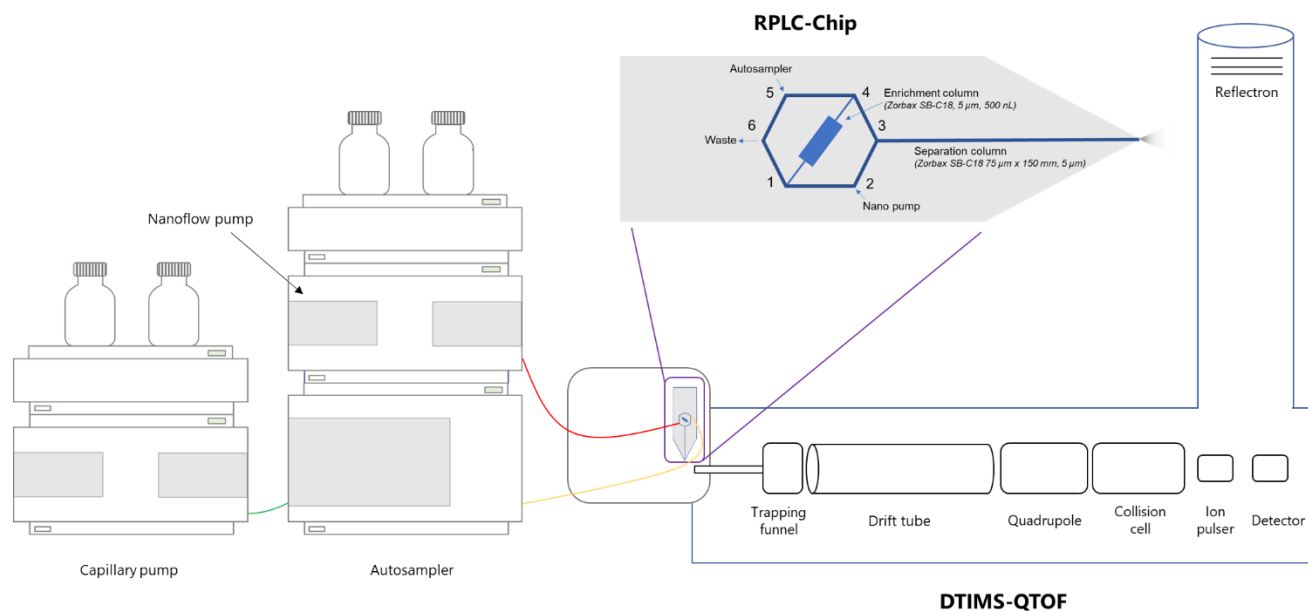 RPLC-Chip
Reflectron
Autosampler
5
4
Enrichment column
(Zorbax SB-C18, 5 µm, 500 nL)
6
3
Waste
Separation column
(Zorbax SB-C18 75 µm x 150 mm, 5 µm)
1
2
Nano pump
Nanoflow pump
Trapping
funnel
Drift tube
Quadrupole
Collision
cell
Ion
pulser
Detector
Capillary pump
Autosampler
DTIMS-QTOF